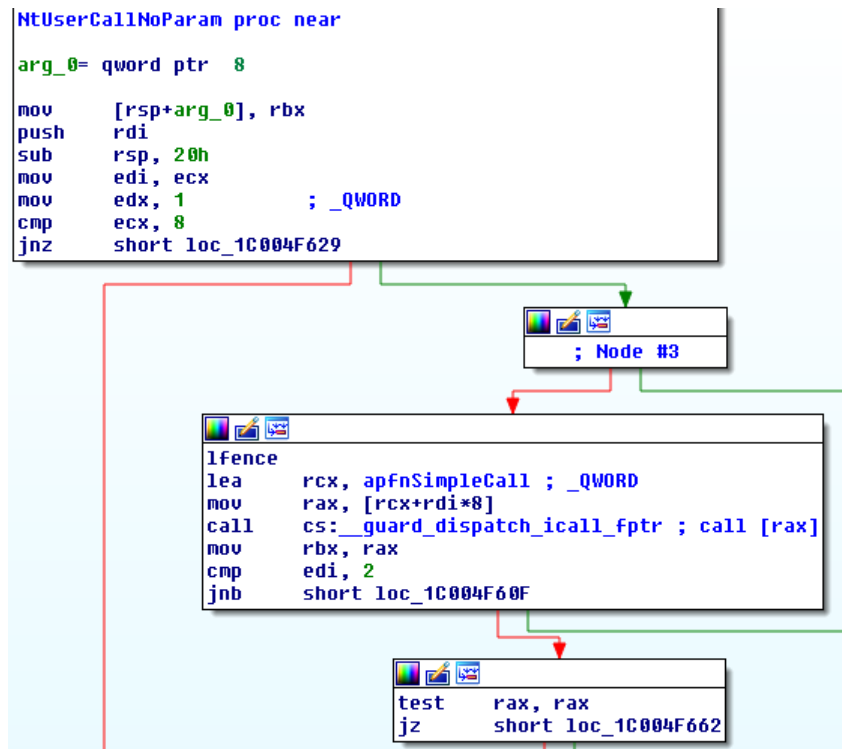 NtUserCallNoParam proc near
arg_0= qword ptr  8
mov     [rsp+arg_0], rbx
push    rdi
sub     rsp, 20h
mov     edi, ecx
mov     edx, 1          ; _QWORD
cmp     ecx, 8
jnz     short loc_1C004F629
; Node #3
lfence
lea     rcx, apfnSimpleCall ; _QWORD
mov     rax, [rcx+rdi*8]
call    cs:__guard_dispatch_icall_fptr ; call [rax]
mov     rbx, rax
cmp     edi, 2
jnb     short loc_1C004F60F
test    rax, rax
jz      short loc_1C004F662